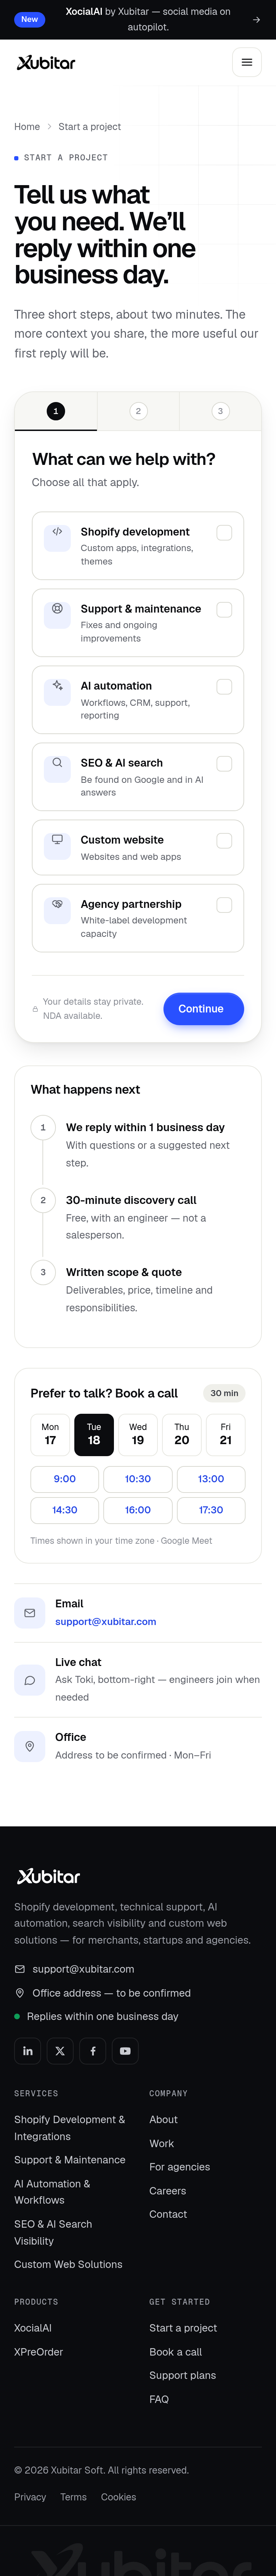 New
XocialAI by Xubitar — social media on
autopilot.
→
Xubitar
Home
Start a project
START A PROJECT
Tell us what
you need. We'll
reply within one
business day.
Three short steps, about two minutes. The
more context you share, the more useful our
first reply will be.
1
2
3
What can we help with?
Choose all that apply.
Shopify development
Custom apps, integrations,
themes
Support & maintenance
Fixes and ongoing
improvements
AI automation
Workflows, CRM, support,
reporting
SEO & AI search
Be found on Google and in AI
answers
Custom website
Websites and web apps
Agency partnership
White-label development
capacity
Your details stay private.
NDA available.
Continue
What happens next
1
We reply within 1 business day
With questions or a suggested next
step.
2
30-minute discovery call
Free, with an engineer — not a
salesperson.
3
Written scope & quote
Deliverables, price, timeline and
responsibilities.
Prefer to talk? Book a call
30 min
Mon Tue Wed Thu Fri
17 18 19 20 21
9:00 10:30 13:00
14:30 16:00 17:30
Times shown in your time zone · Google Meet
Email
support@xubitar.com
Live chat
Ask Toki, bottom-right — engineers join when
needed
Office
Address to be confirmed · Mon–Fri
Xubitar
Shopify development, technical support, AI
automation, search visibility and custom web
solutions — for merchants, startups and agencies.
support@xubitar.com
Office address — to be confirmed
Replies within one business day
SERVICES
Shopify Development &
Integrations
Support & Maintenance
AI Automation &
Workflows
SEO & AI Search
Visibility
Custom Web Solutions
COMPANY
About
Work
For agencies
Careers
Contact
PRODUCTS
XocialAI
XPreOrder
GET STARTED
Start a project
Book a call
Support plans
FAQ
© 2026 Xubitar Soft. All rights reserved.
Privacy Terms Cookies
Xubitar